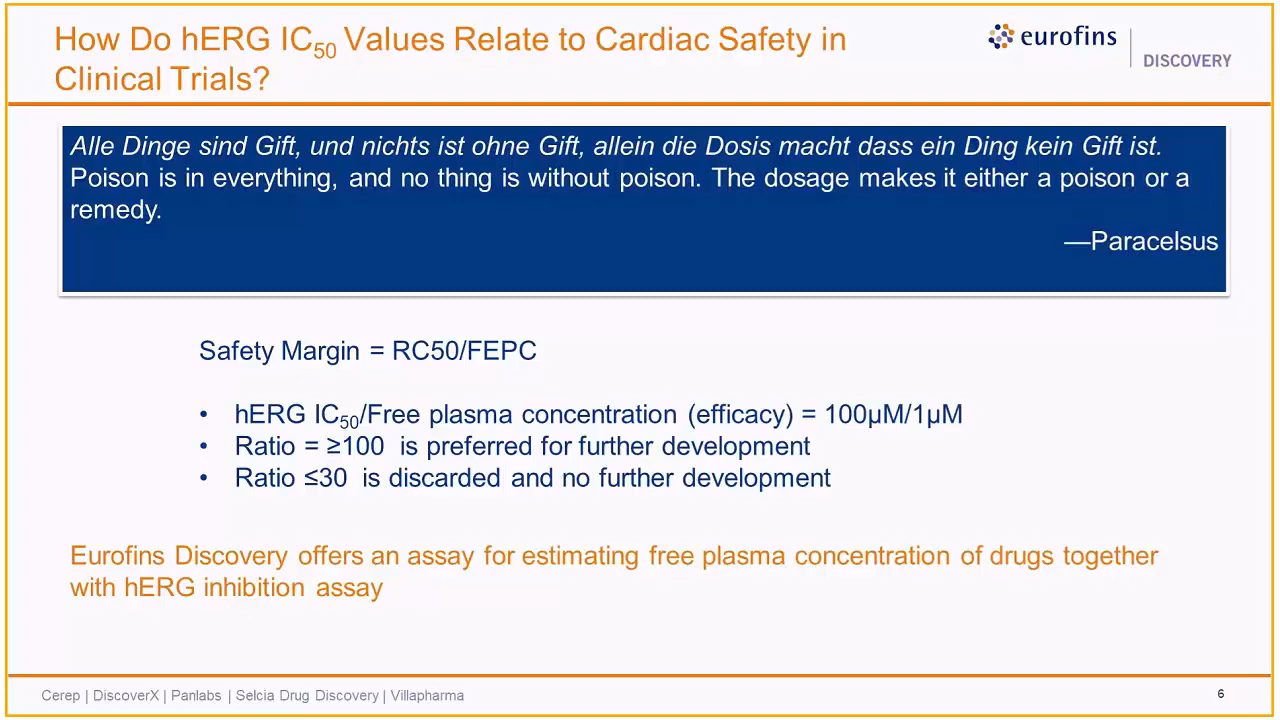 How Do hERG IC50 Values Relate to Cardiac Safety in
Clinical Trials?
eurofins
DISCOVERY
Alle Dinge sind Gift, und nichts ist ohne Gift, allein die Dosis macht dass ein Ding kein Gift ist.
Poison is in everything, and no thing is without poison. The dosage makes it either a poison or a
remedy.
—Paracelsus
Safety Margin = RC50/FEPC
• hERG IC50/Free plasma concentration (efficacy) = 100µM/1µM
• Ratio = ≥100 is preferred for further development
• Ratio ≤30 is discarded and no further development
Eurofins Discovery offers an assay for estimating free plasma concentration of drugs together
with hERG inhibition assay
Cerep | DiscoverX | Panlabs | Selcia Drug Discovery | Villapharma
6